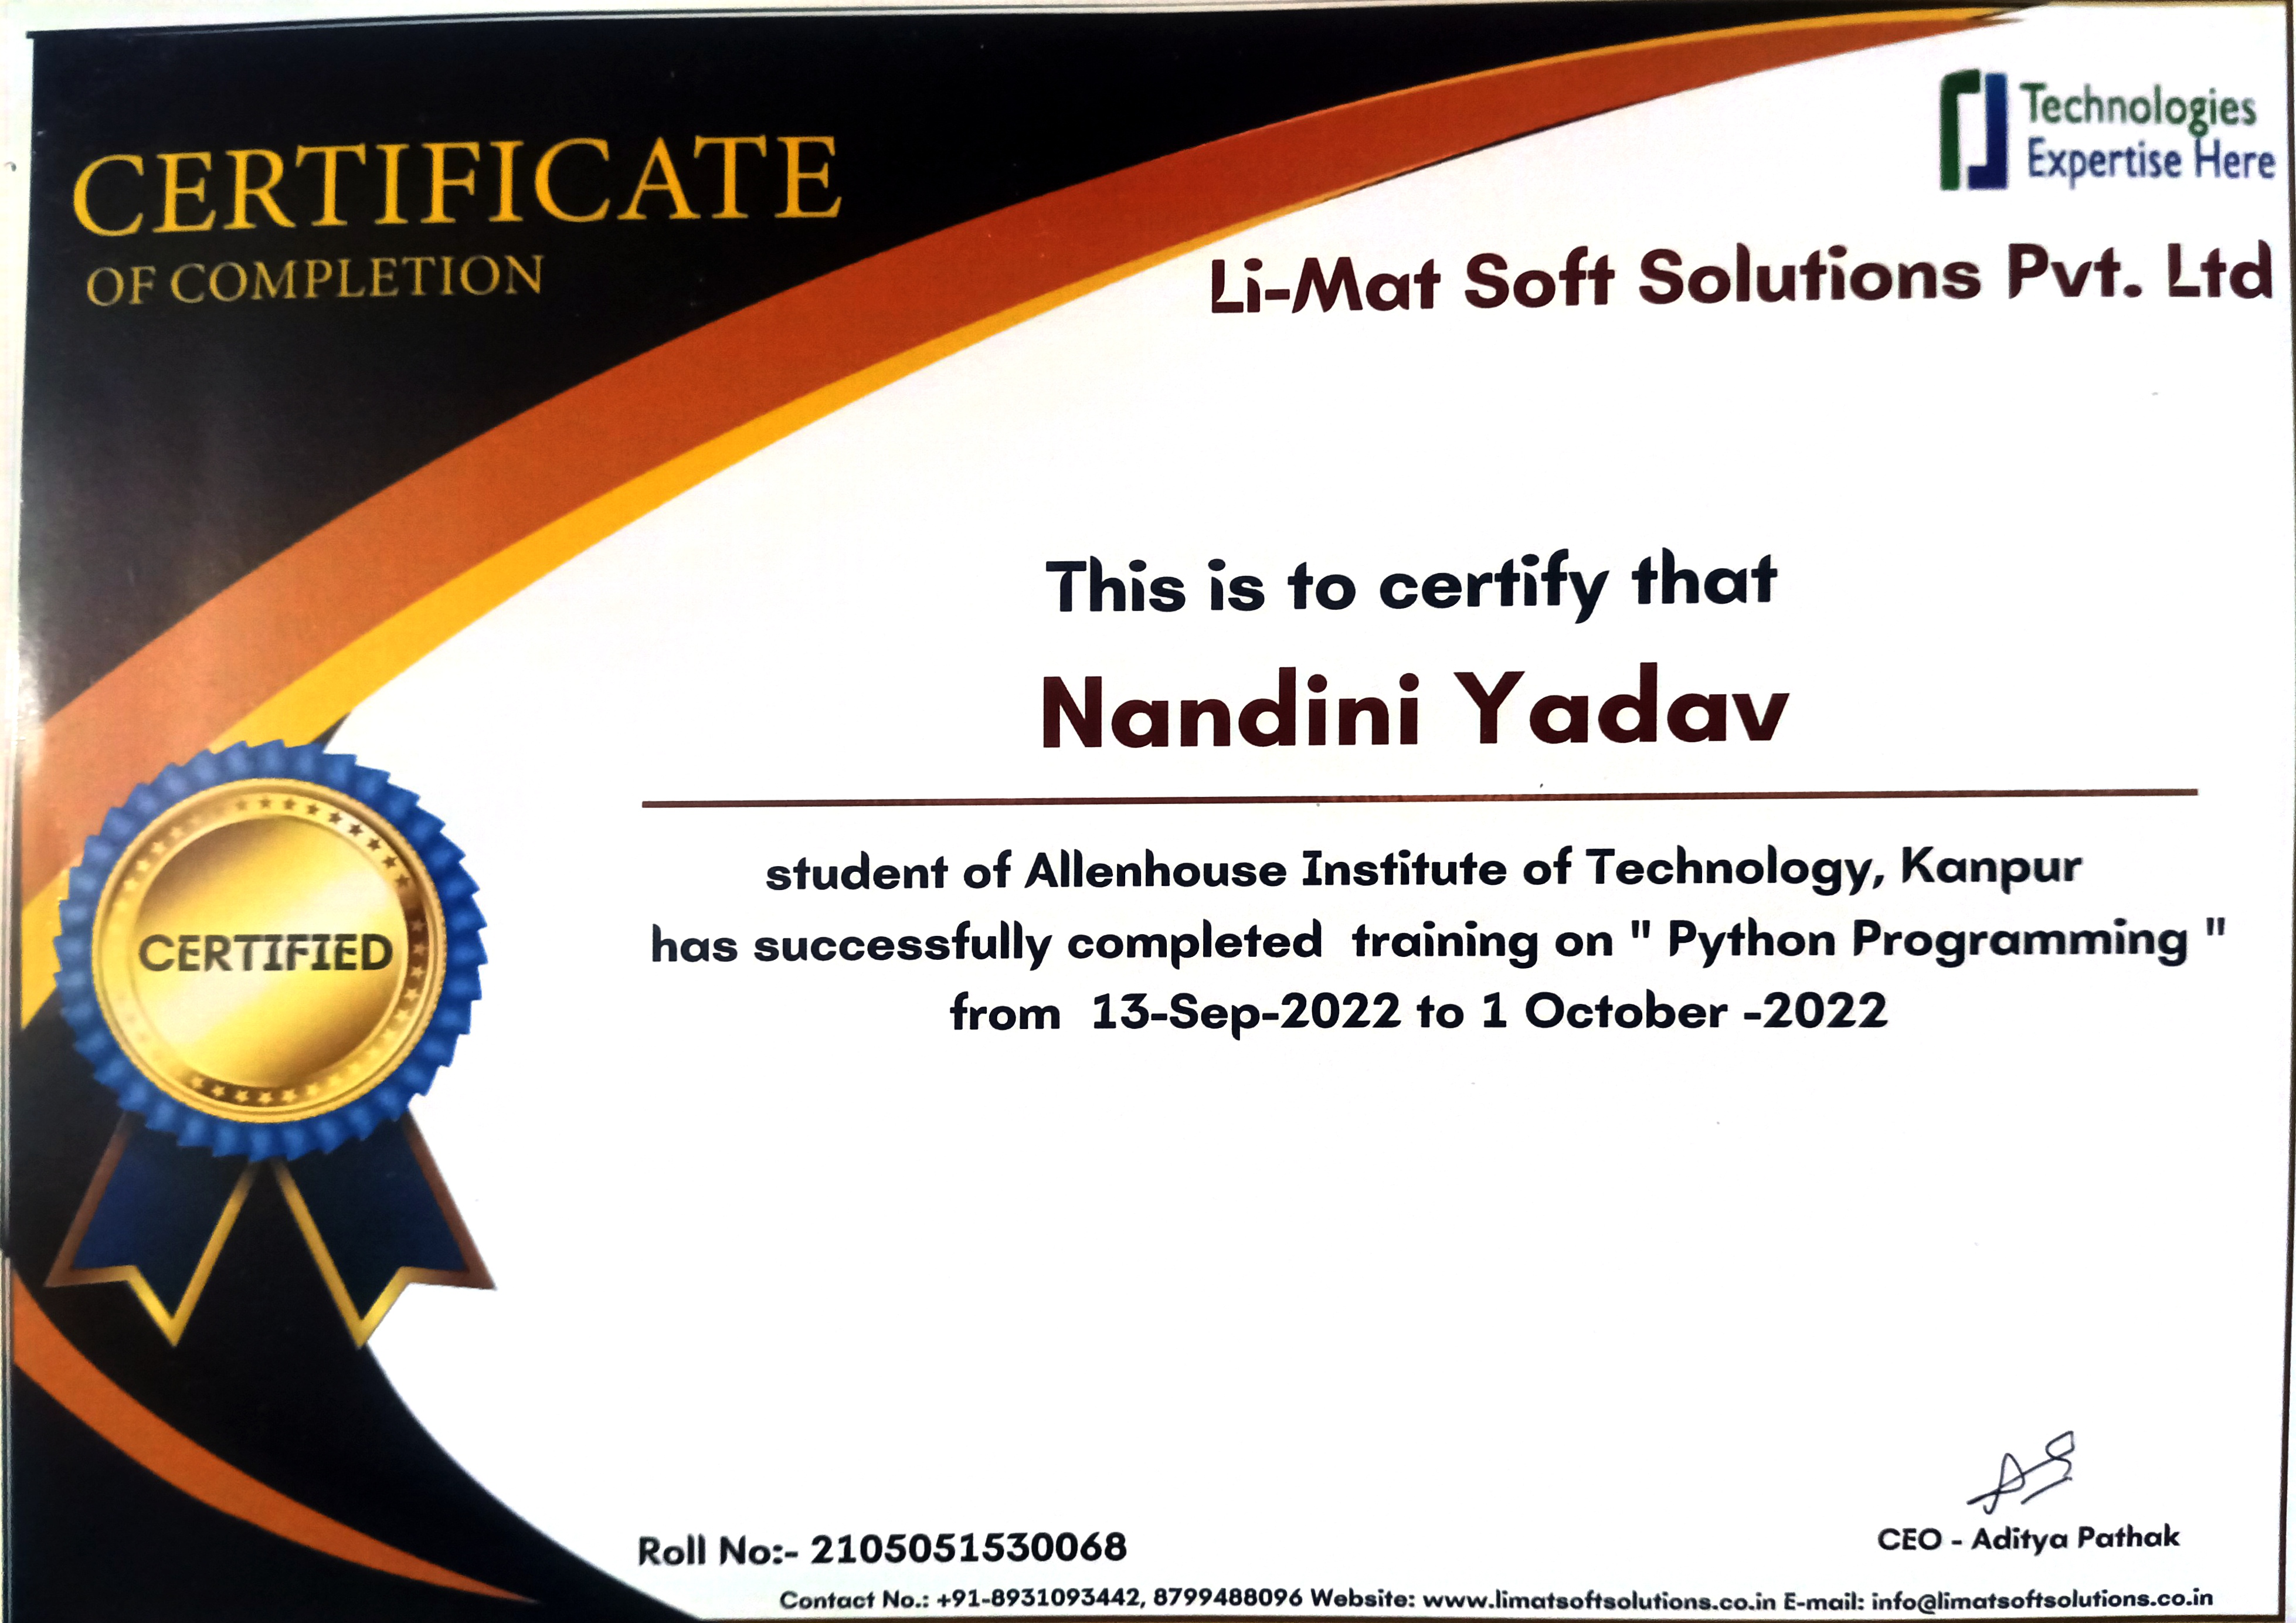 CERTIFICATE
OF COMPLETION
Technologies
Expertise Here
Li-Mat Soft Solutions Pvt. Ltd
This is to certify that
Nandini Yadav
student of Allenhouse Institute of Technology, Kanpur
has successfully completed training on " Python Programming "
from 13-Sep-2022 to 1 October -2022
CERTIFIED
Roll No:- 2105051530068
CEO - Aditya Pathak
Contact No.: +91-8931093442, 8799488096 Website: www.limatsoftsolutions.co.in E-mail: info@limatsoftsolutions.co.in